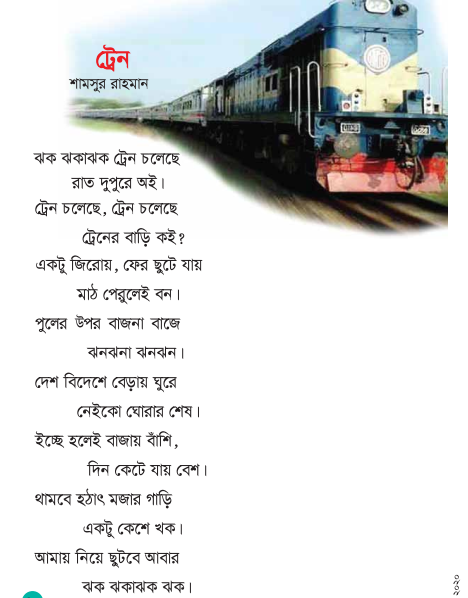 ট্রেন
শামসুর রাহমান
ঝক ঝকাঝক ট্রেন চলেছে
রাত দুপুরে অই।
ট্রেন চলেছে, ট্রেন চলেছে
ট্রেনের বাড়ি কই?
একটু জিরোয়, ফের ছুটে যায়
মাঠ পেরুলেই বন।
পুলের উপর বাজনা বাজে
ঝনঝনা ঝনঝন।
দেশ বিদেশে বেড়ায় ঘুরে
নেইকো ঘোরার শেষ।
ইচ্ছে হলেই বাজায় বাঁশি,
দিন কেটে যায় বেশ।
থামবে হঠাৎ মজার গাড়ি
একটু কেশে খক।
আমায় নিয়ে ছুটবে আবার
ঝক ঝকাঝক ঝক।
২০২০